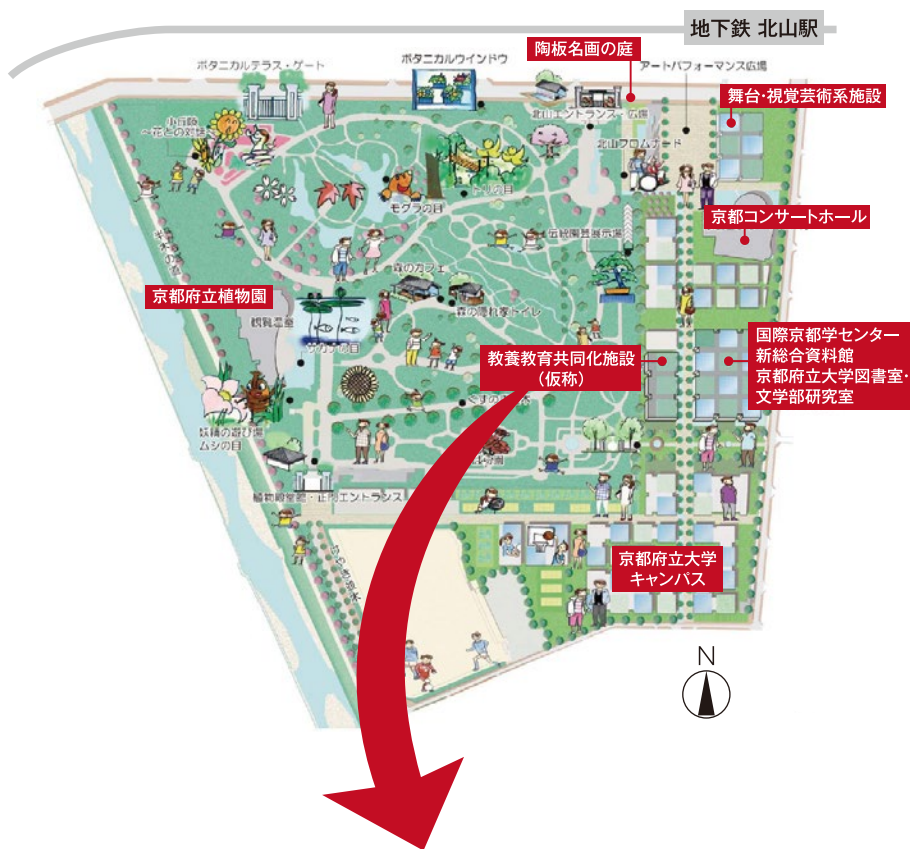 地下鉄 北山駅
陶板名画の庭
ボタニカルウインドウ
ボタニカルテラス・ゲート
アートパフォーマンス広場
舞台・視覚芸術系施設
北山エントランス・広場
〜花との対話
北山プロムナード
トリの目
モグラの目
京都コンサートホール
伝統園芸展示場
森のカフェ
京都府立植物園
森の隠れ家トイレ
観覧温室
国際京都学センター
新総合資料館
京都府立大学図書室・
文学部研究室
教養教育共同化施設
（仮称）
妖精の遊び場
ムシの目
植物園会館・正門エントランス
京都府立大学
キャンパス
N